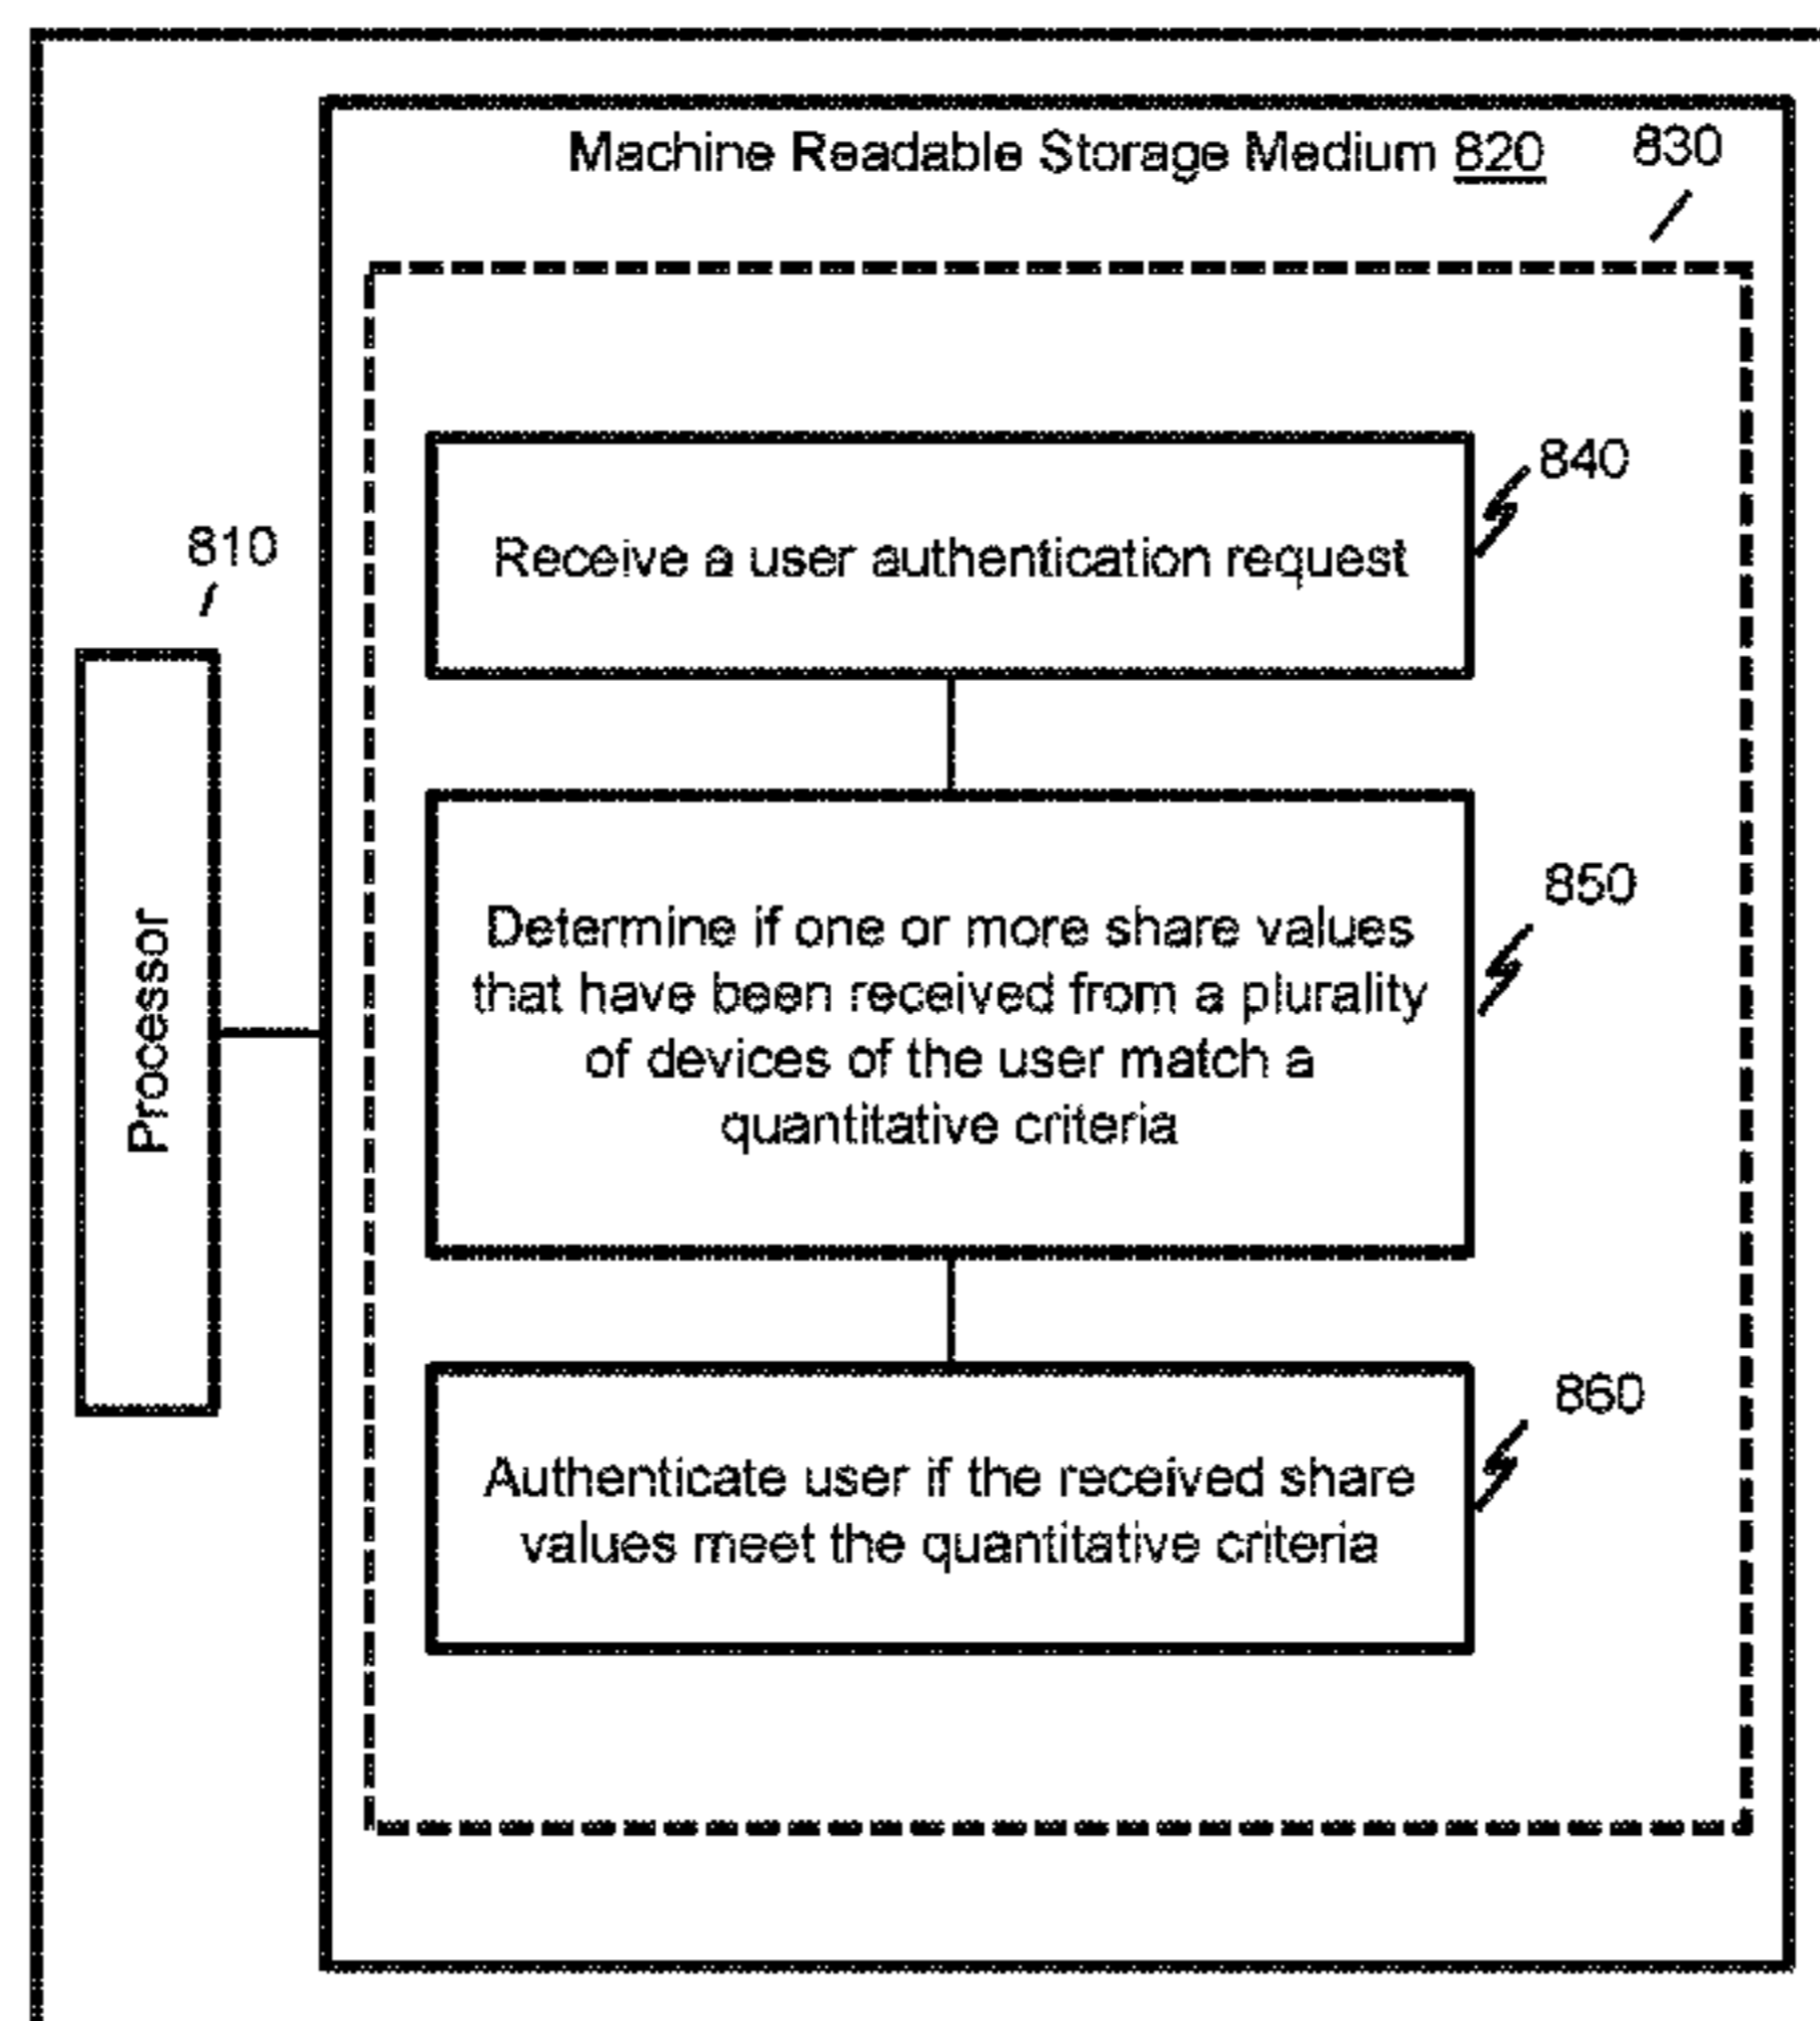 Machine Readable Storage Medium 820
830
840
Receive a user authentication request
810
Processor
850
Determine if one or more share values
that have been received from a plurality
of devices of the user match a
quantitative criteria
860
Authenticate user if the received share
values meet the quantitative criteria